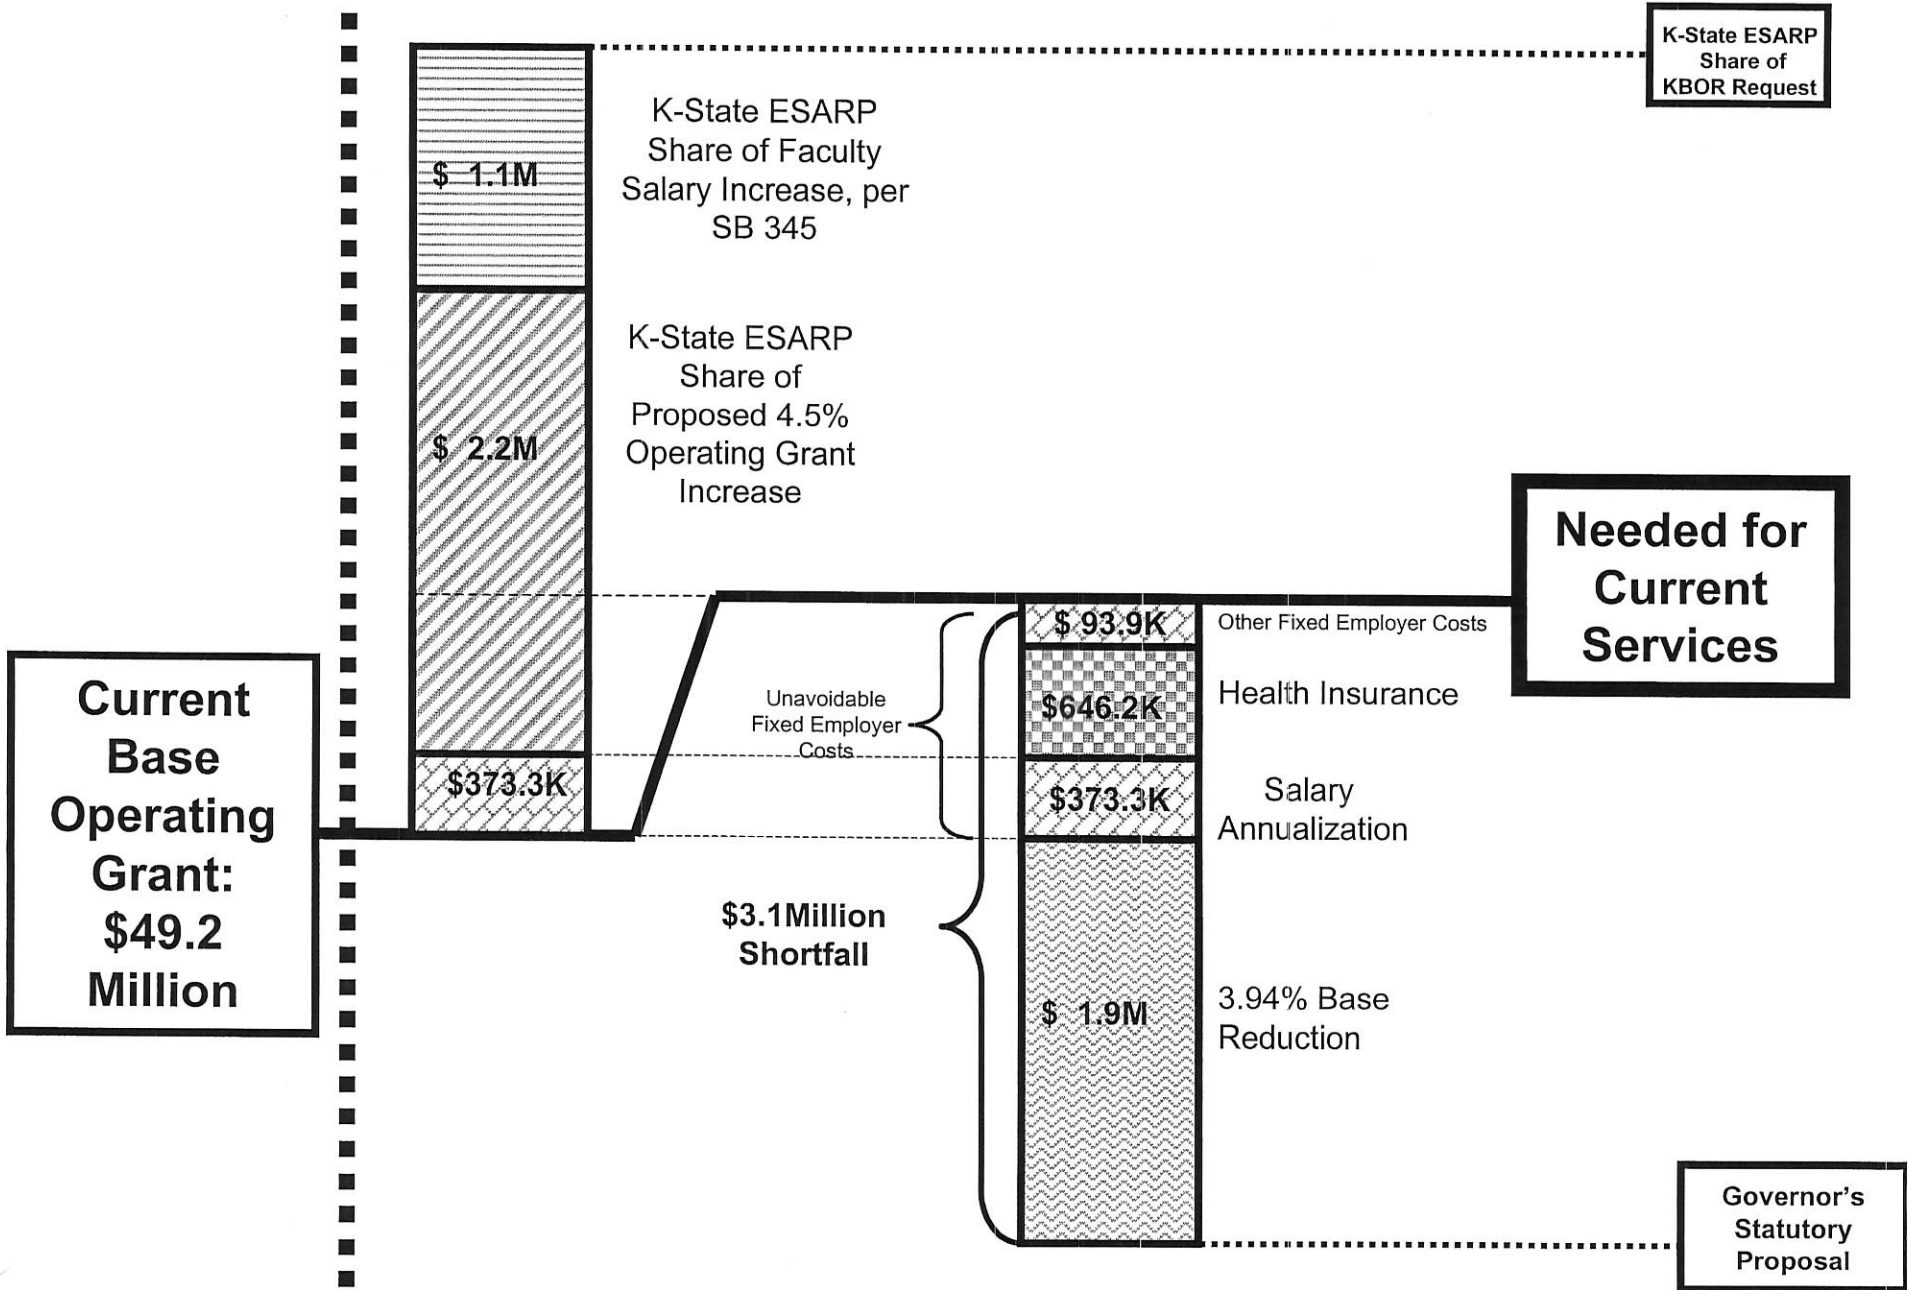 K-State ESARP
Share of
KBOR Request
$ 1.1M
K-State ESARP
Share of Faculty
Salary Increase, per
SB 345
$ 2.2M
K-State ESARP
Share of
Proposed 4.5%
Operating Grant
Increase
$373.3K
Current
Base
Operating
Grant:
$49.2
Million
Needed for
Current
Services
Unavoidable
Fixed Employer
Costs
$ 93.9K
Other Fixed Employer Costs
$646.2K
Health Insurance
$373.3K
Salary
Annualization
$3.1Million
Shortfall
$ 1.9M
3.94% Base
Reduction
Governor's
Statutory
Proposal